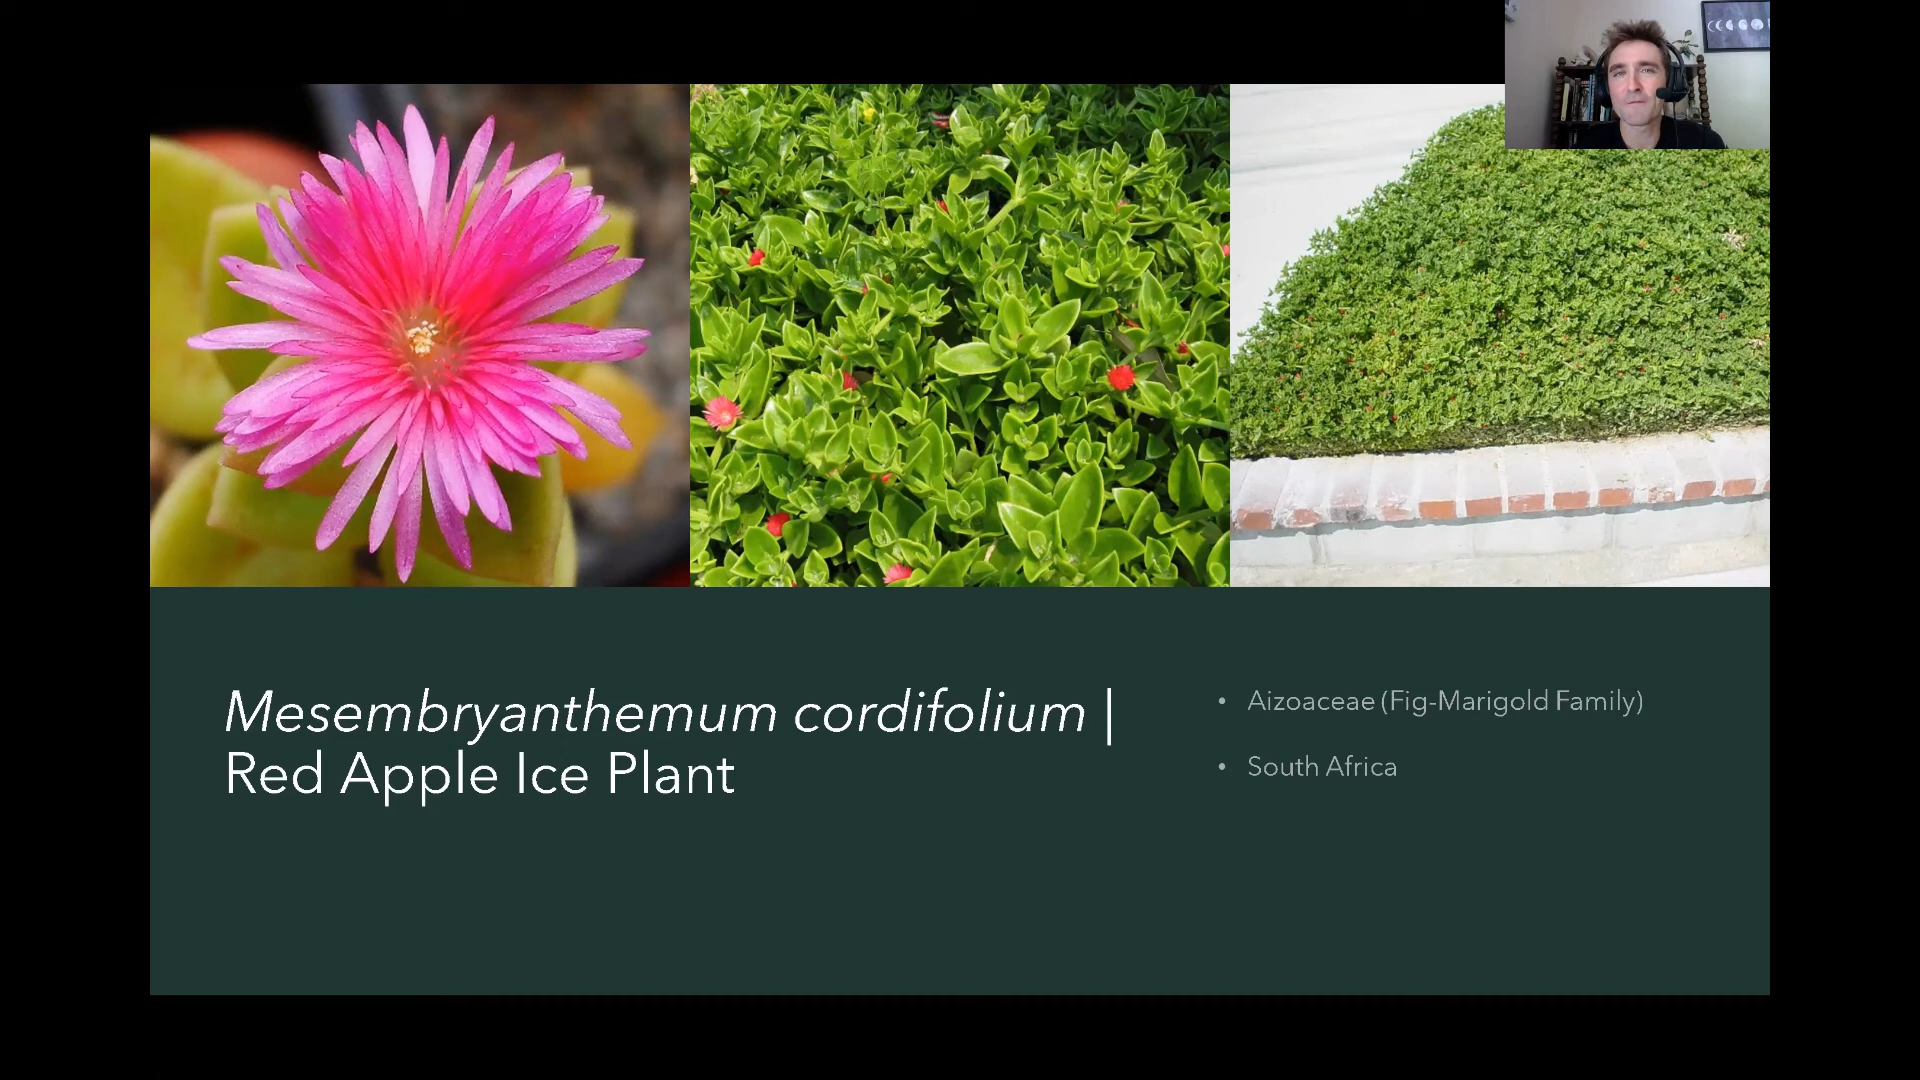 Mesembryanthemum cordifolium |
Red Apple Ice Plant
• Aizoaceae (Fig-Marigold Family)
• South Africa